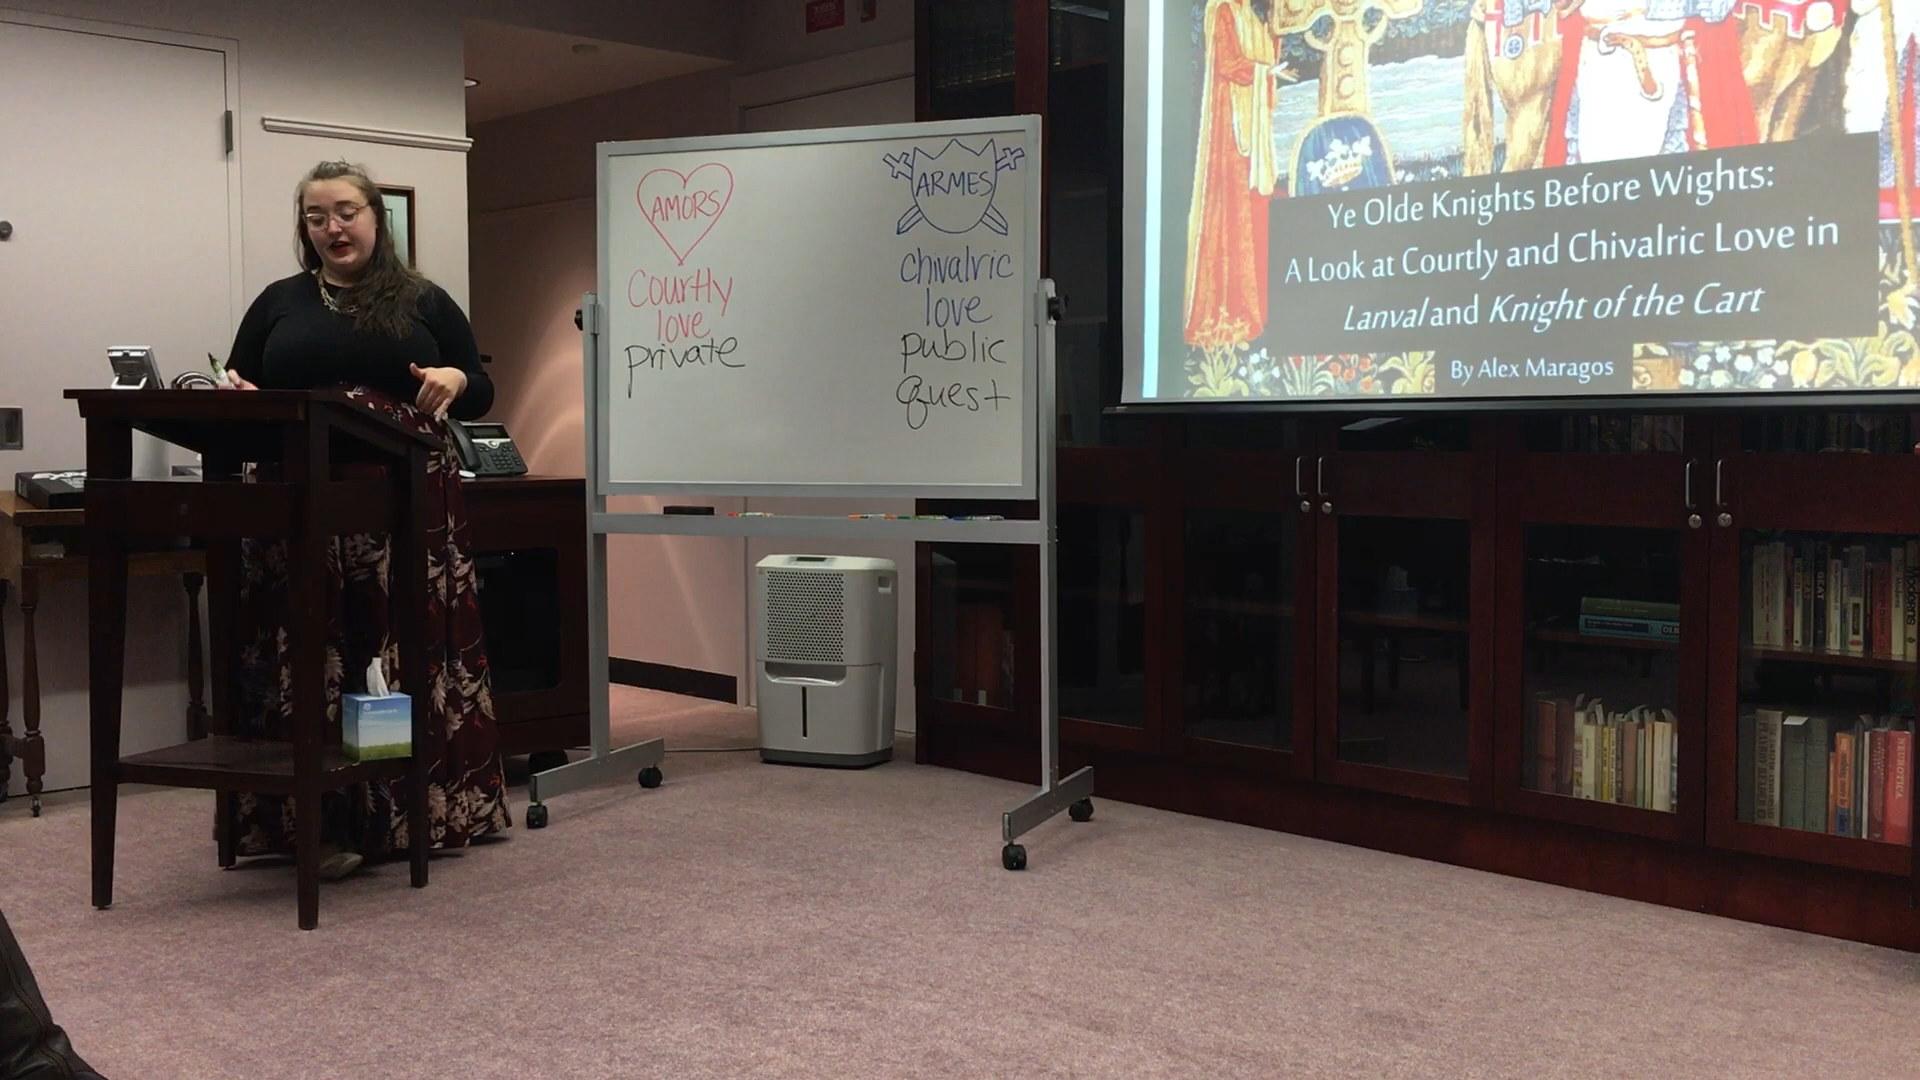 AMORS
Courtly
love
private
ARMES
chivalric
love
public
quest
Ye Olde Knights Before Wights:
A Look at Courtly and Chivalric Love in
Lanval and Knight of the Cart
By Alex Maragos